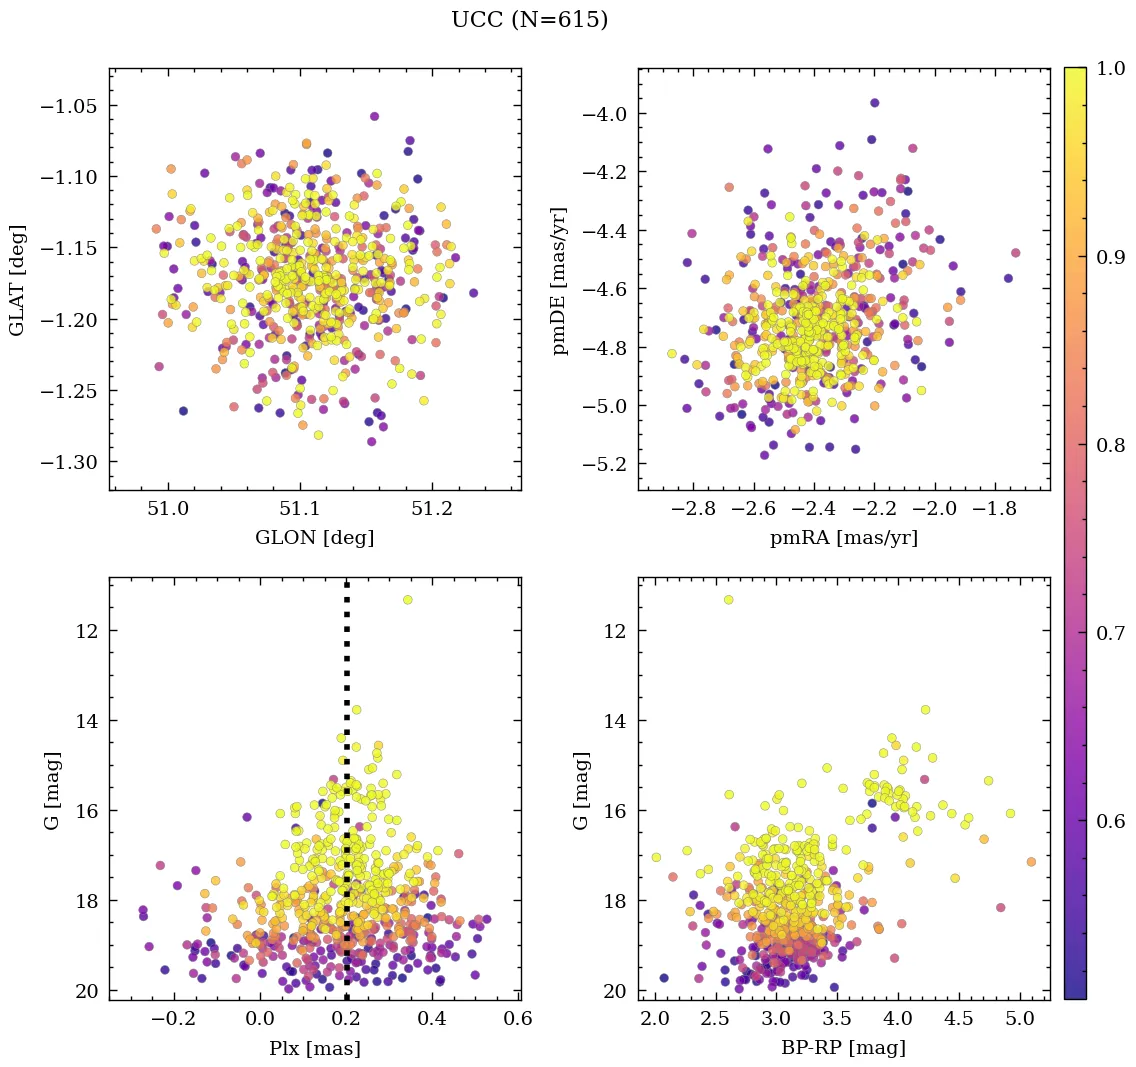 UCC (N=615)
−1.05
−1.10
−1.15
−1.20
−1.25
−1.30
GLAT [deg]
51.0 51.1 51.2
GLON [deg]
−4.0
−4.2
−4.4
−4.6
−4.8
−5.0
−5.2
pmDE [mas/yr]
−2.8 −2.6 −2.4 −2.2 −2.0 −1.8
pmRA [mas/yr]
1.0
0.9
0.8
0.7
0.6
12
14
16
18
20
G [mag]
−0.2 0.0 0.2 0.4 0.6
Plx [mas]
12
14
16
18
20
G [mag]
2.0 2.5 3.0 3.5 4.0 4.5 5.0
BP-RP [mag]